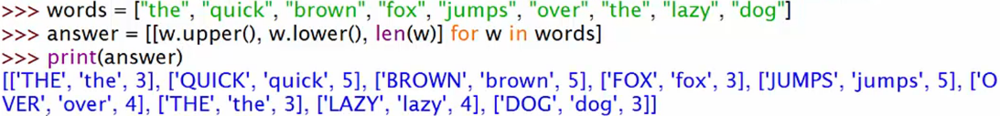 >>> words = ["the", "quick", "brown", "fox", "jumps", "over", "the", "lazy", "dog"]
>>> answer = [[w.upper(), w.lower(), len(w)] for w in words]
>>> print(answer)
[['THE', 'the', 3], ['QUICK', 'quick', 5], ['BROWN', 'brown', 5], ['FOX', 'fox', 3], ['JUMPS', 'jumps', 5], ['O
VER', 'over', 4], ['THE', 'the', 3], ['LAZY', 'lazy', 4], ['DOG', 'dog', 3]]